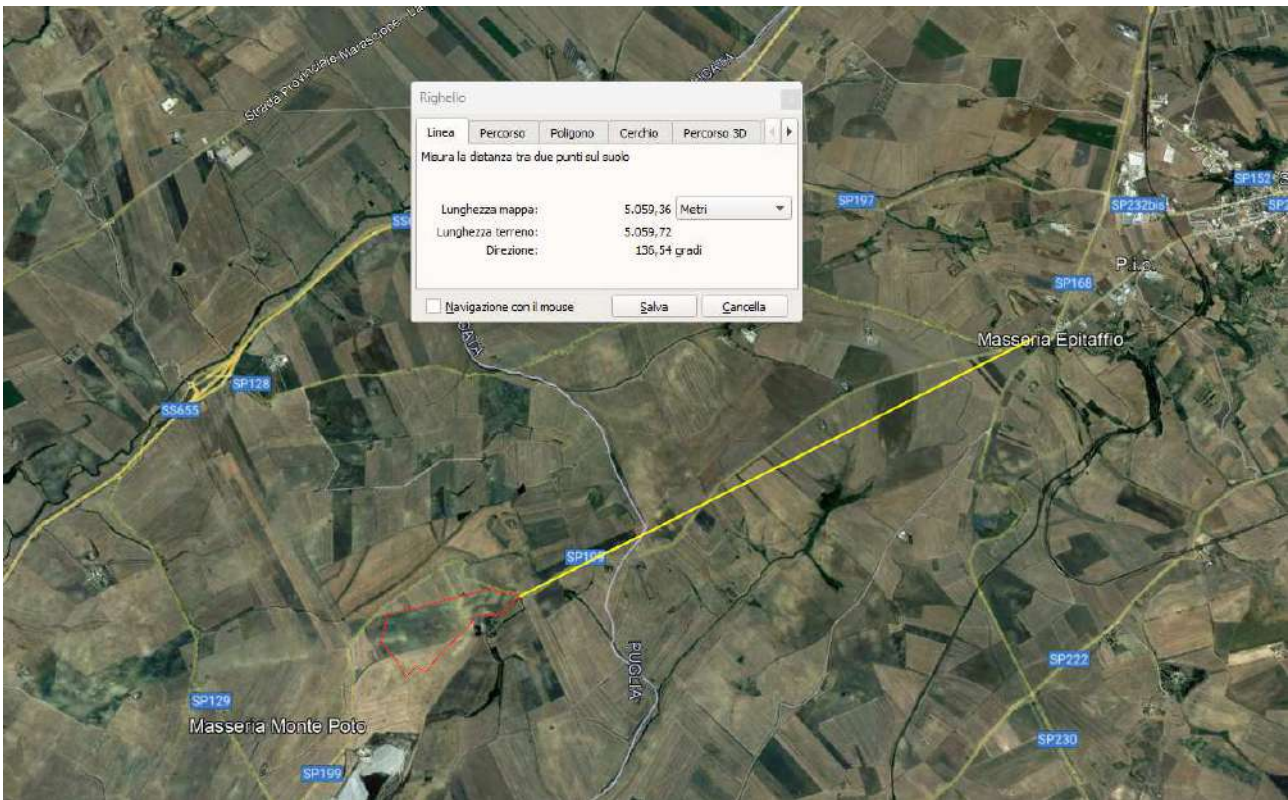 Strada Provinciale Marascione - La
Righello
Linea Percorso Poligono Cerchio Percorso 3D
Misura la distanza tra due punti sul suolo
Lunghezza mappa: 5.059,36 Metri
Lunghezza terreno: 5.059,72
Direzione: 136,54 gradi
Navigazione con il mouse Salva Cancella
SP152
SP197
SP232bis
P.i.p.
SP168
Masseria Epitaffio
SP128
SS655
SP199
PUGLIA
SP222
SP129
Masseria Monte Poto
SP230
SP199